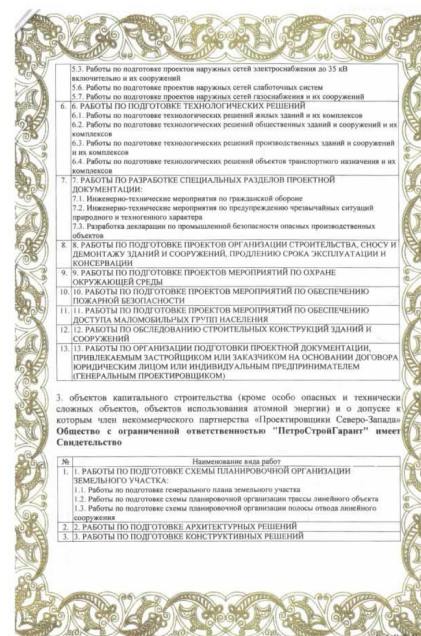 5.3. Работы по подготовке проектов наружных сетей электроснабжения до 35 кВ
включительно и их сооружений
5.6. Работы по подготовке проектов наружных сетей слаботочных систем
5.7. Работы по подготовке проектов наружных сетей газоснабжения и их сооружений
6. 6. РАБОТЫ ПО ПОДГОТОВКЕ ТЕХНОЛОГИЧЕСКИХ РЕШЕНИЙ
6.1. Работы по подготовке технологических решений жилых зданий и их комплексов
6.2. Работы по подготовке технологических решений общественных зданий и сооружений и их
комплексов
6.3. Работы по подготовке технологических решений производственных зданий и сооружений
и их комплексов
6.4. Работы по подготовке технологических решений объектов транспортного назначения и их
комплексов
7. 7. РАБОТЫ ПО РАЗРАБОТКЕ СПЕЦИАЛЬНЫХ РАЗДЕЛОВ ПРОЕКТНОЙ
ДОКУМЕНТАЦИИ:
7.1. Инженерно-технические мероприятия по гражданской обороне
7.2. Инженерно-технические мероприятия по предупреждению чрезвычайных ситуаций
природного и техногенного характера
7.3. Разработка декларации по промышленной безопасности опасных производственных
объектов
8. 8. РАБОТЫ ПО ПОДГОТОВКЕ ПРОЕКТОВ ОРГАНИЗАЦИИ СТРОИТЕЛЬСТВА, СНОСУ И
ДЕМОНТАЖУ ЗДАНИЙ И СООРУЖЕНИЙ, ПРОДЛЕНИЮ СРОКА ЭКСПЛУАТАЦИИ И
КОНСЕРВАЦИИ
9. 9. РАБОТЫ ПО ПОДГОТОВКЕ ПРОЕКТОВ МЕРОПРИЯТИЙ ПО ОХРАНЕ
ОКРУЖАЮЩЕЙ СРЕДЫ
10. 10. РАБОТЫ ПО ПОДГОТОВКЕ ПРОЕКТОВ МЕРОПРИЯТИЙ ПО ОБЕСПЕЧЕНИЮ
ПОЖАРНОЙ БЕЗОПАСНОСТИ
11. 11. РАБОТЫ ПО ПОДГОТОВКЕ ПРОЕКТОВ МЕРОПРИЯТИЙ ПО ОБЕСПЕЧЕНИЮ
ДОСТУПА МАЛОМОБИЛЬНЫХ ГРУПП НАСЕЛЕНИЯ
12. 12. РАБОТЫ ПО ОБСЛЕДОВАНИЮ СТРОИТЕЛЬНЫХ КОНСТРУКЦИЙ ЗДАНИЙ И
СООРУЖЕНИЙ
13. 13. РАБОТЫ ПО ОРГАНИЗАЦИИ ПОДГОТОВКИ ПРОЕКТНОЙ ДОКУМЕНТАЦИИ,
ПРИВЛЕКАЕМЫМ ЗАСТРОЙЩИКОМ ИЛИ ЗАКАЗЧИКОМ НА ОСНОВАНИИ ДОГОВОРА
ЮРИДИЧЕСКИМ ЛИЦОМ ИЛИ ИНДИВИДУАЛЬНЫМ ПРЕДПРИНИМАТЕЛЕМ
(ГЕНЕРАЛЬНЫМ ПРОЕКТИРОВЩИКОМ)
3. объектов капитального строительства (кроме особо опасных и технически
сложных объектов, объектов использования атомной энергии) и о допуске к
которым член некоммерческого партнерства «Проектировщики Северо-Запада»
Общество с ограниченной ответственностью "ПетроСтройГарант" имеет
Свидетельство
№ Наименование вида работ
1. 1. РАБОТЫ ПО ПОДГОТОВКЕ СХЕМЫ ПЛАНИРОВОЧНОЙ ОРГАНИЗАЦИИ
ЗЕМЕЛЬНОГО УЧАСТКА:
1.1. Работы по подготовке генерального плана земельного участка
1.2. Работы по подготовке схемы планировочной организации трассы линейного объекта
1.3. Работы по подготовке схемы планировочной организации полосы отвода линейного
сооружения
2. 2. РАБОТЫ ПО ПОДГОТОВКЕ АРХИТЕКТУРНЫХ РЕШЕНИЙ
3. 3. РАБОТЫ ПО ПОДГОТОВКЕ КОНСТРУКТИВНЫХ РЕШЕНИЙ